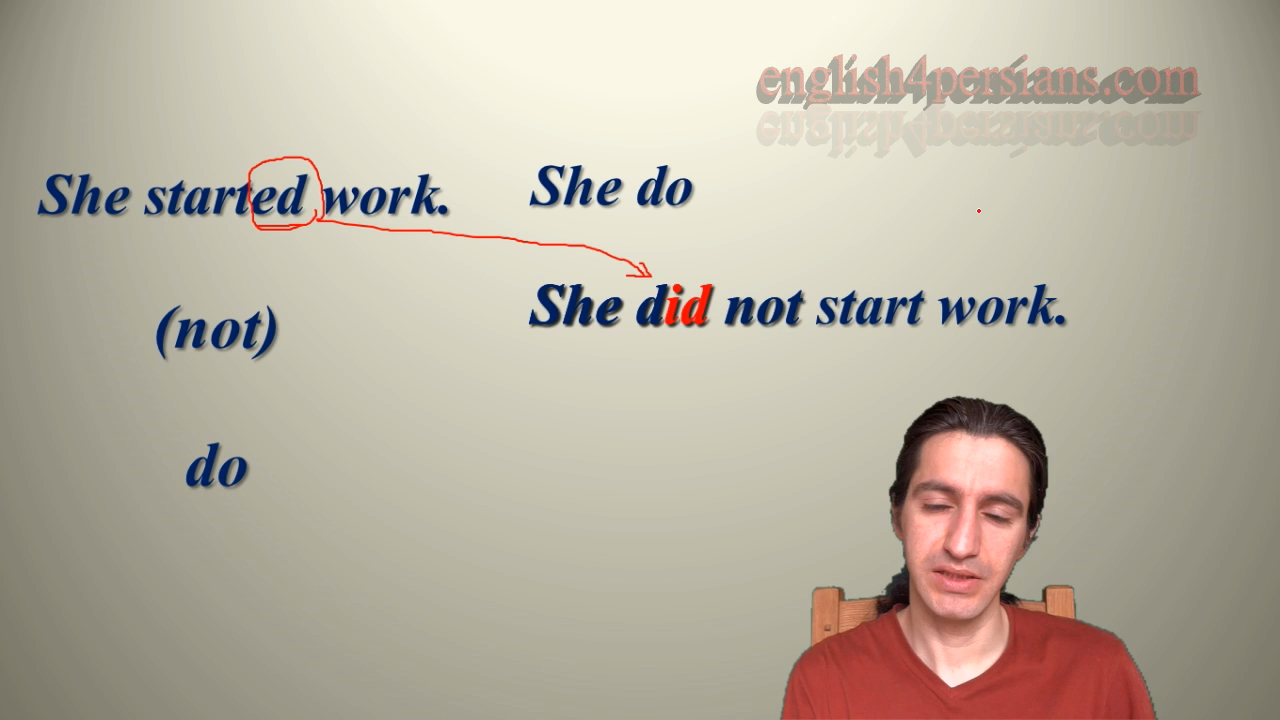 english4persians.com
She started work.
She do
She did not start work.
(not)
do